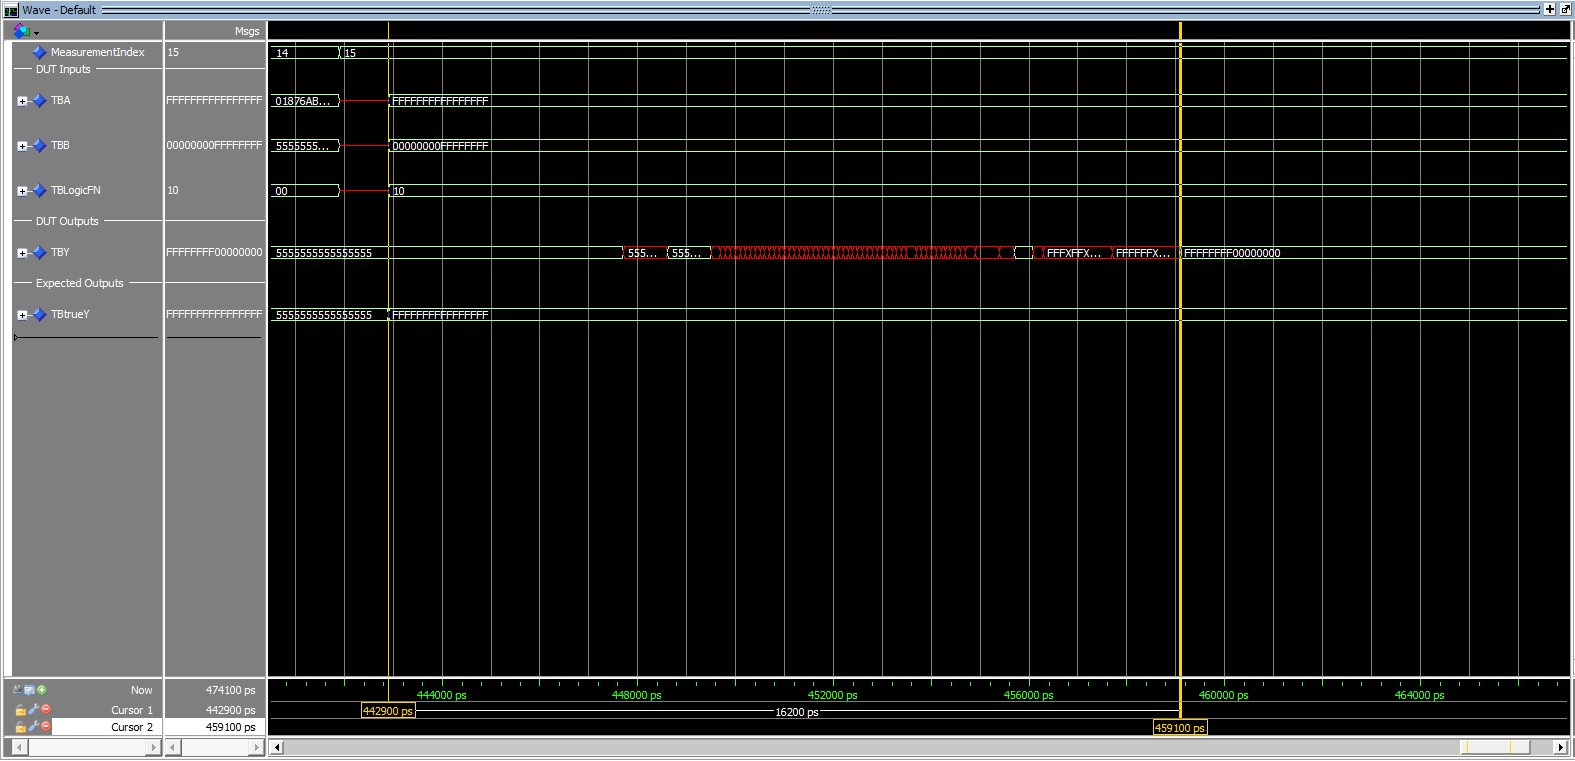 Wave - Default
Msgs
MeasurementIndex 15 14 15
DUT Inputs
TBA FFFFFFFFFFFFFFFF 01876AB... FFFFFFFFFFFFFFFF
TBB 00000000FFFFFFFF 5555555... 00000000FFFFFFFF
TBLogicFN 10 00 10
DUT Outputs
TBY FFFFFFFF00000000 5555555555555555 555... 555... FFFXFFX... FFFFFFX... FFFFFFFF00000000
Expected Outputs
TBtrueY FFFFFFFFFFFFFFFF 5555555555555555 FFFFFFFFFFFFFFFF
Now 474100 ps 444000 ps 448000 ps 452000 ps 456000 ps 460000 ps 464000 ps
Cursor 1 442900 ps 442900 ps 16200 ps
Cursor 2 459100 ps 459100 ps